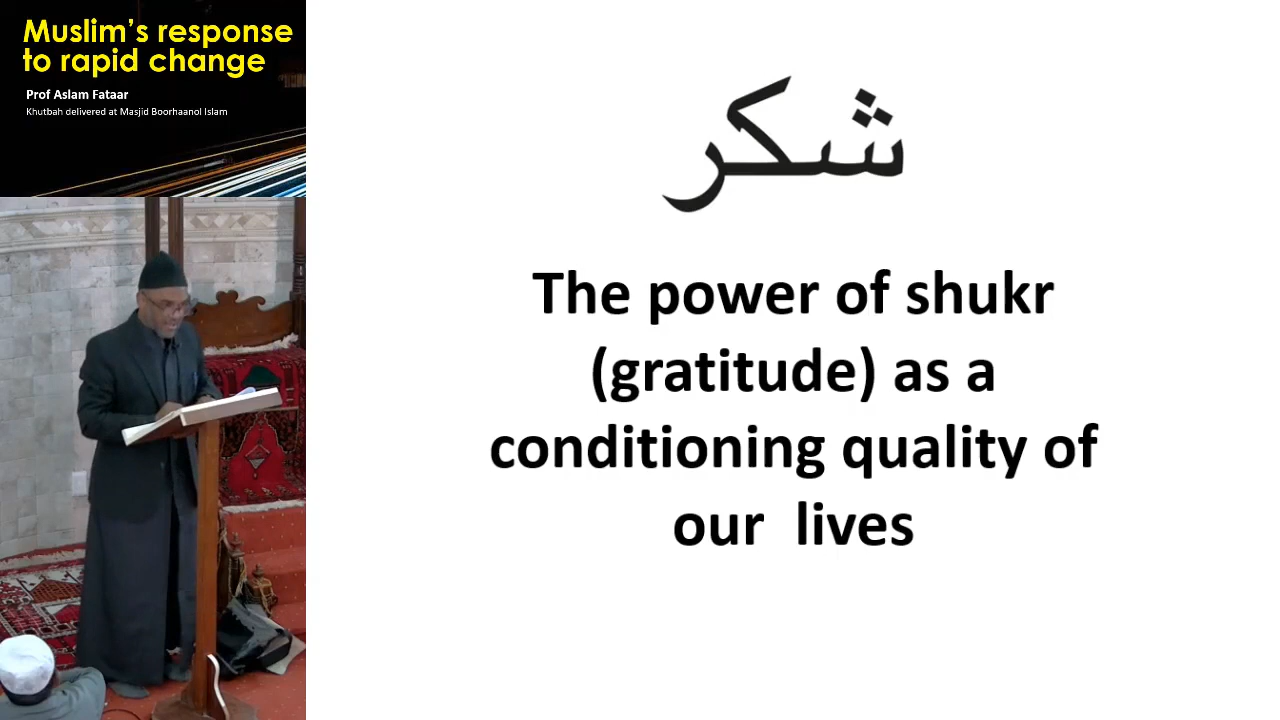 Muslim’s response
to rapid change
Prof Aslam Fataar
Khutbah delivered at Masjid Boorhaanol Islam
شكر
The power of shukr
(gratitude) as a
conditioning quality of
our lives